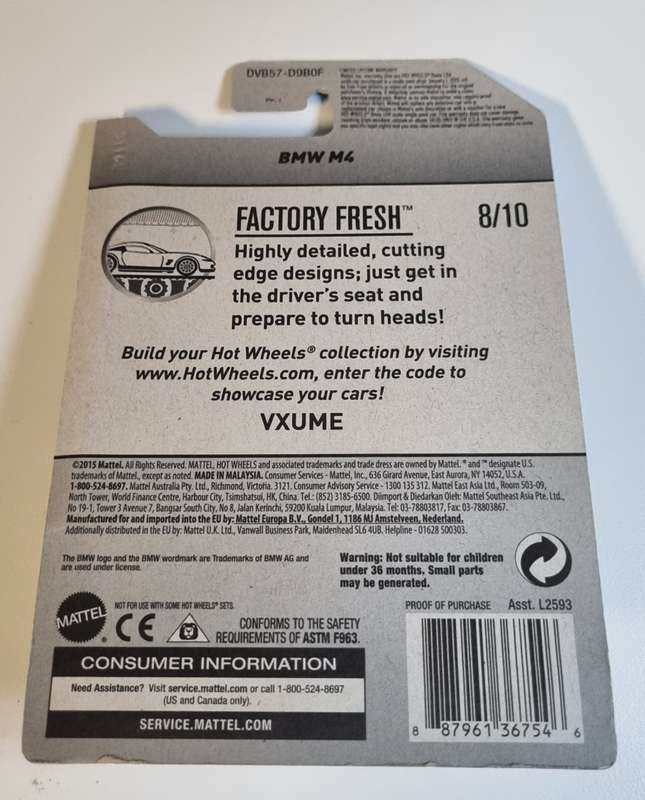 DVB57-D9B0F
BMW M4
FACTORY FRESH™ 8/10
Highly detailed, cutting
edge designs; just get in
the driver's seat and
prepare to turn heads!
Build your Hot Wheels® collection by visiting
www.HotWheels.com, enter the code to
showcase your cars!
VXUME
©2015 Mattel. All Rights Reserved. MATTEL, HOT WHEELS and associated trademarks and trade dress are owned by Mattel. ® and ™ designate U.S.
trademarks of Mattel, except as noted. MADE IN MALAYSIA. Consumer Services - Mattel, Inc., 636 Girard Avenue, East Aurora, NY 14052, U.S.A.
1-800-524-8697. Mattel Australia Pty. Ltd., Richmond, Victoria. 3121. Consumer Advisory Service - 1300 135 312. Mattel East Asia Ltd., Room 503-09,
North Tower, World Finance Centre, Harbour City, Tsimshatsui, HK, China. Tel.: (852) 3185-6500. Diimport & Diedarkan Oleh: Mattel Southeast Asia Pte. Ltd.,
No 19-1, Tower 3 Avenue 7, Bangsar South City, No 8, Jalan Kerinchi, 59200 Kuala Lumpur, Malaysia. Tel: 03-78803817, Fax: 03-78803867.
Manufactured for and imported into the EU by: Mattel Europa B.V., Gondel 1, 1186 MJ Amstelveen, Nederland.
Additionally distributed in the EU by: Mattel U.K. Ltd., Vanwall Business Park, Maidenhead SL6 4UB. Helpline - 01628 500303.
The BMW logo and the BMW wordmark are Trademarks of BMW AG and
are used under license.
Warning: Not suitable for children
under 36 months. Small parts
may be generated.
MATTEL
NOT FOR USE WITH SOME HOT WHEELS® SETS.
CE
CONFORMS TO THE SAFETY
REQUIREMENTS OF ASTM F963.
PROOF OF PURCHASE Asst. L2593
CONSUMER INFORMATION
Need Assistance? Visit service.mattel.com or call 1-800-524-8697
(US and Canada only).
SERVICE.MATTEL.COM
8 87961 36754 6